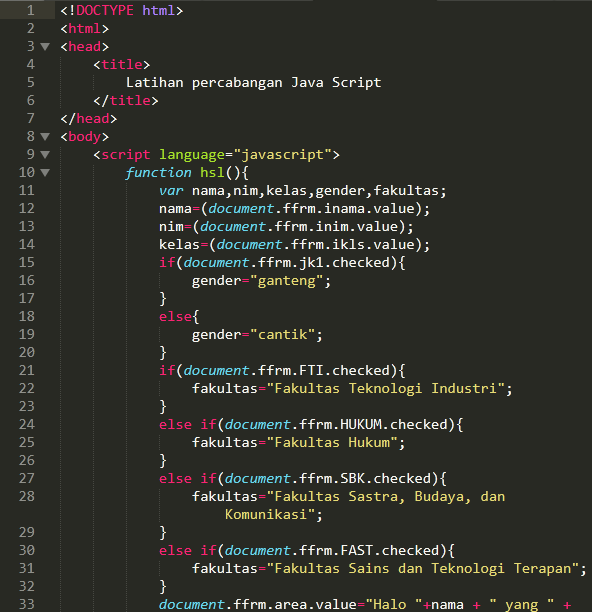 1 <!DOCTYPE html>
2 <html>
3 <head>
4 <title>
5 Latihan percabangan Java Script
6 </title>
7 </head>
8 <body>
9 <script language="javascript">
10 function hsl(){
11 var nama,nim,kelas,gender,fakultas;
12 nama=(document.ffrm.inama.value);
13 nim=(document.ffrm.inim.value);
14 kelas=(document.ffrm.ikls.value);
15 if(document.ffrm.jk1.checked){
16 gender="ganteng";
17 }
18 else{
19 gender="cantik";
20 }
21 if(document.ffrm.FTI.checked){
22 fakultas="Fakultas Teknologi Industri";
23 }
24 else if(document.ffrm.HUKUM.checked){
25 fakultas="Fakultas Hukum";
26 }
27 else if(document.ffrm.SBK.checked){
28 fakultas="Fakultas Sastra, Budaya, dan
Komunikasi";
29 }
30 else if(document.ffrm.FAST.checked){
31 fakultas="Fakultas Sains dan Teknologi Terapan";
32 }
33 document.ffrm.area.value="Halo "+nama + " yang " +